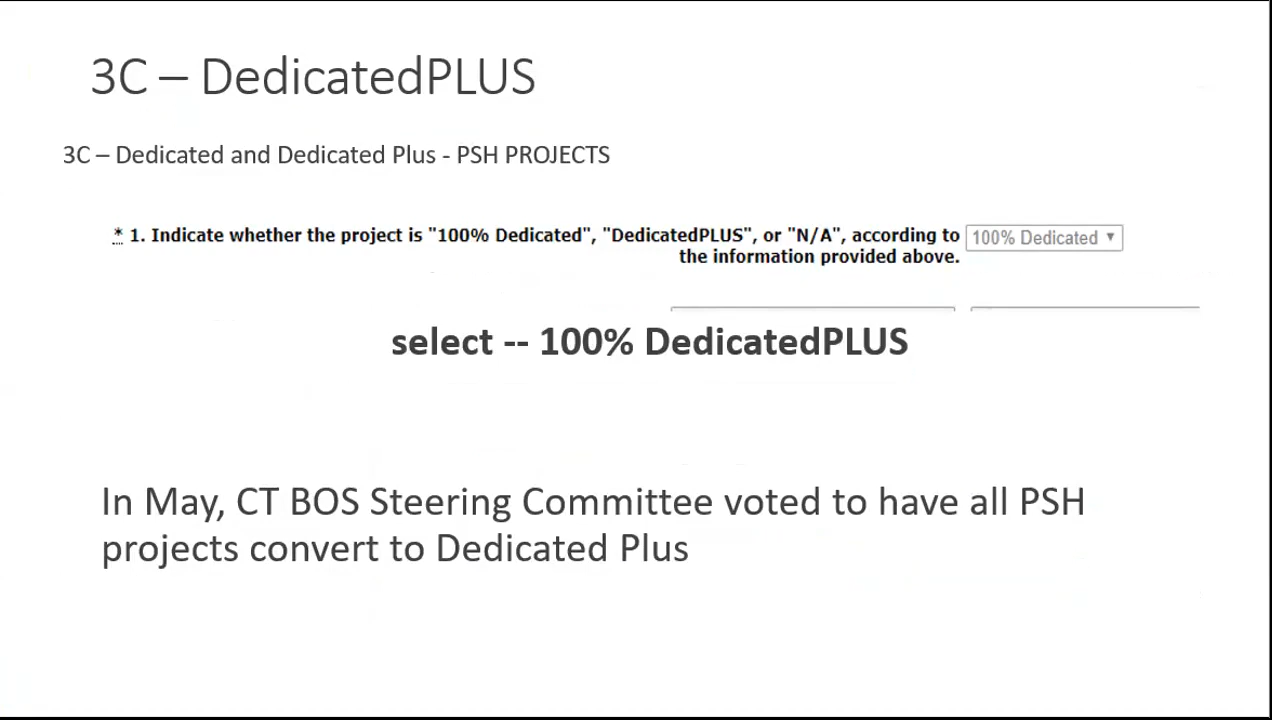 3C – DedicatedPLUS
3C – Dedicated and Dedicated Plus - PSH PROJECTS
* 1. Indicate whether the project is "100% Dedicated", "DedicatedPLUS", or "N/A", according to
the information provided above.
100% Dedicated ▼
select -- 100% DedicatedPLUS
In May, CT BOS Steering Committee voted to have all PSH
projects convert to Dedicated Plus